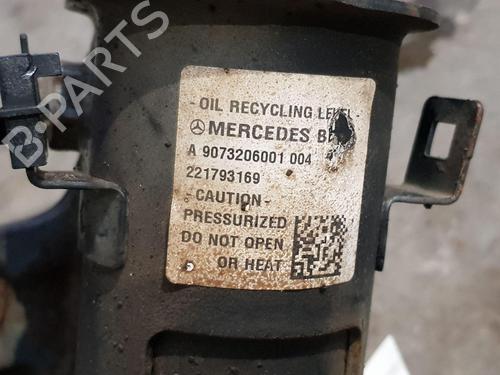 - OIL RECYCLING LEVEL
MERCEDES
A 9073206001 004
221793169
- CAUTION -
PRESSURIZED
DO NOT OPEN
OR HEAT
B-PARTS